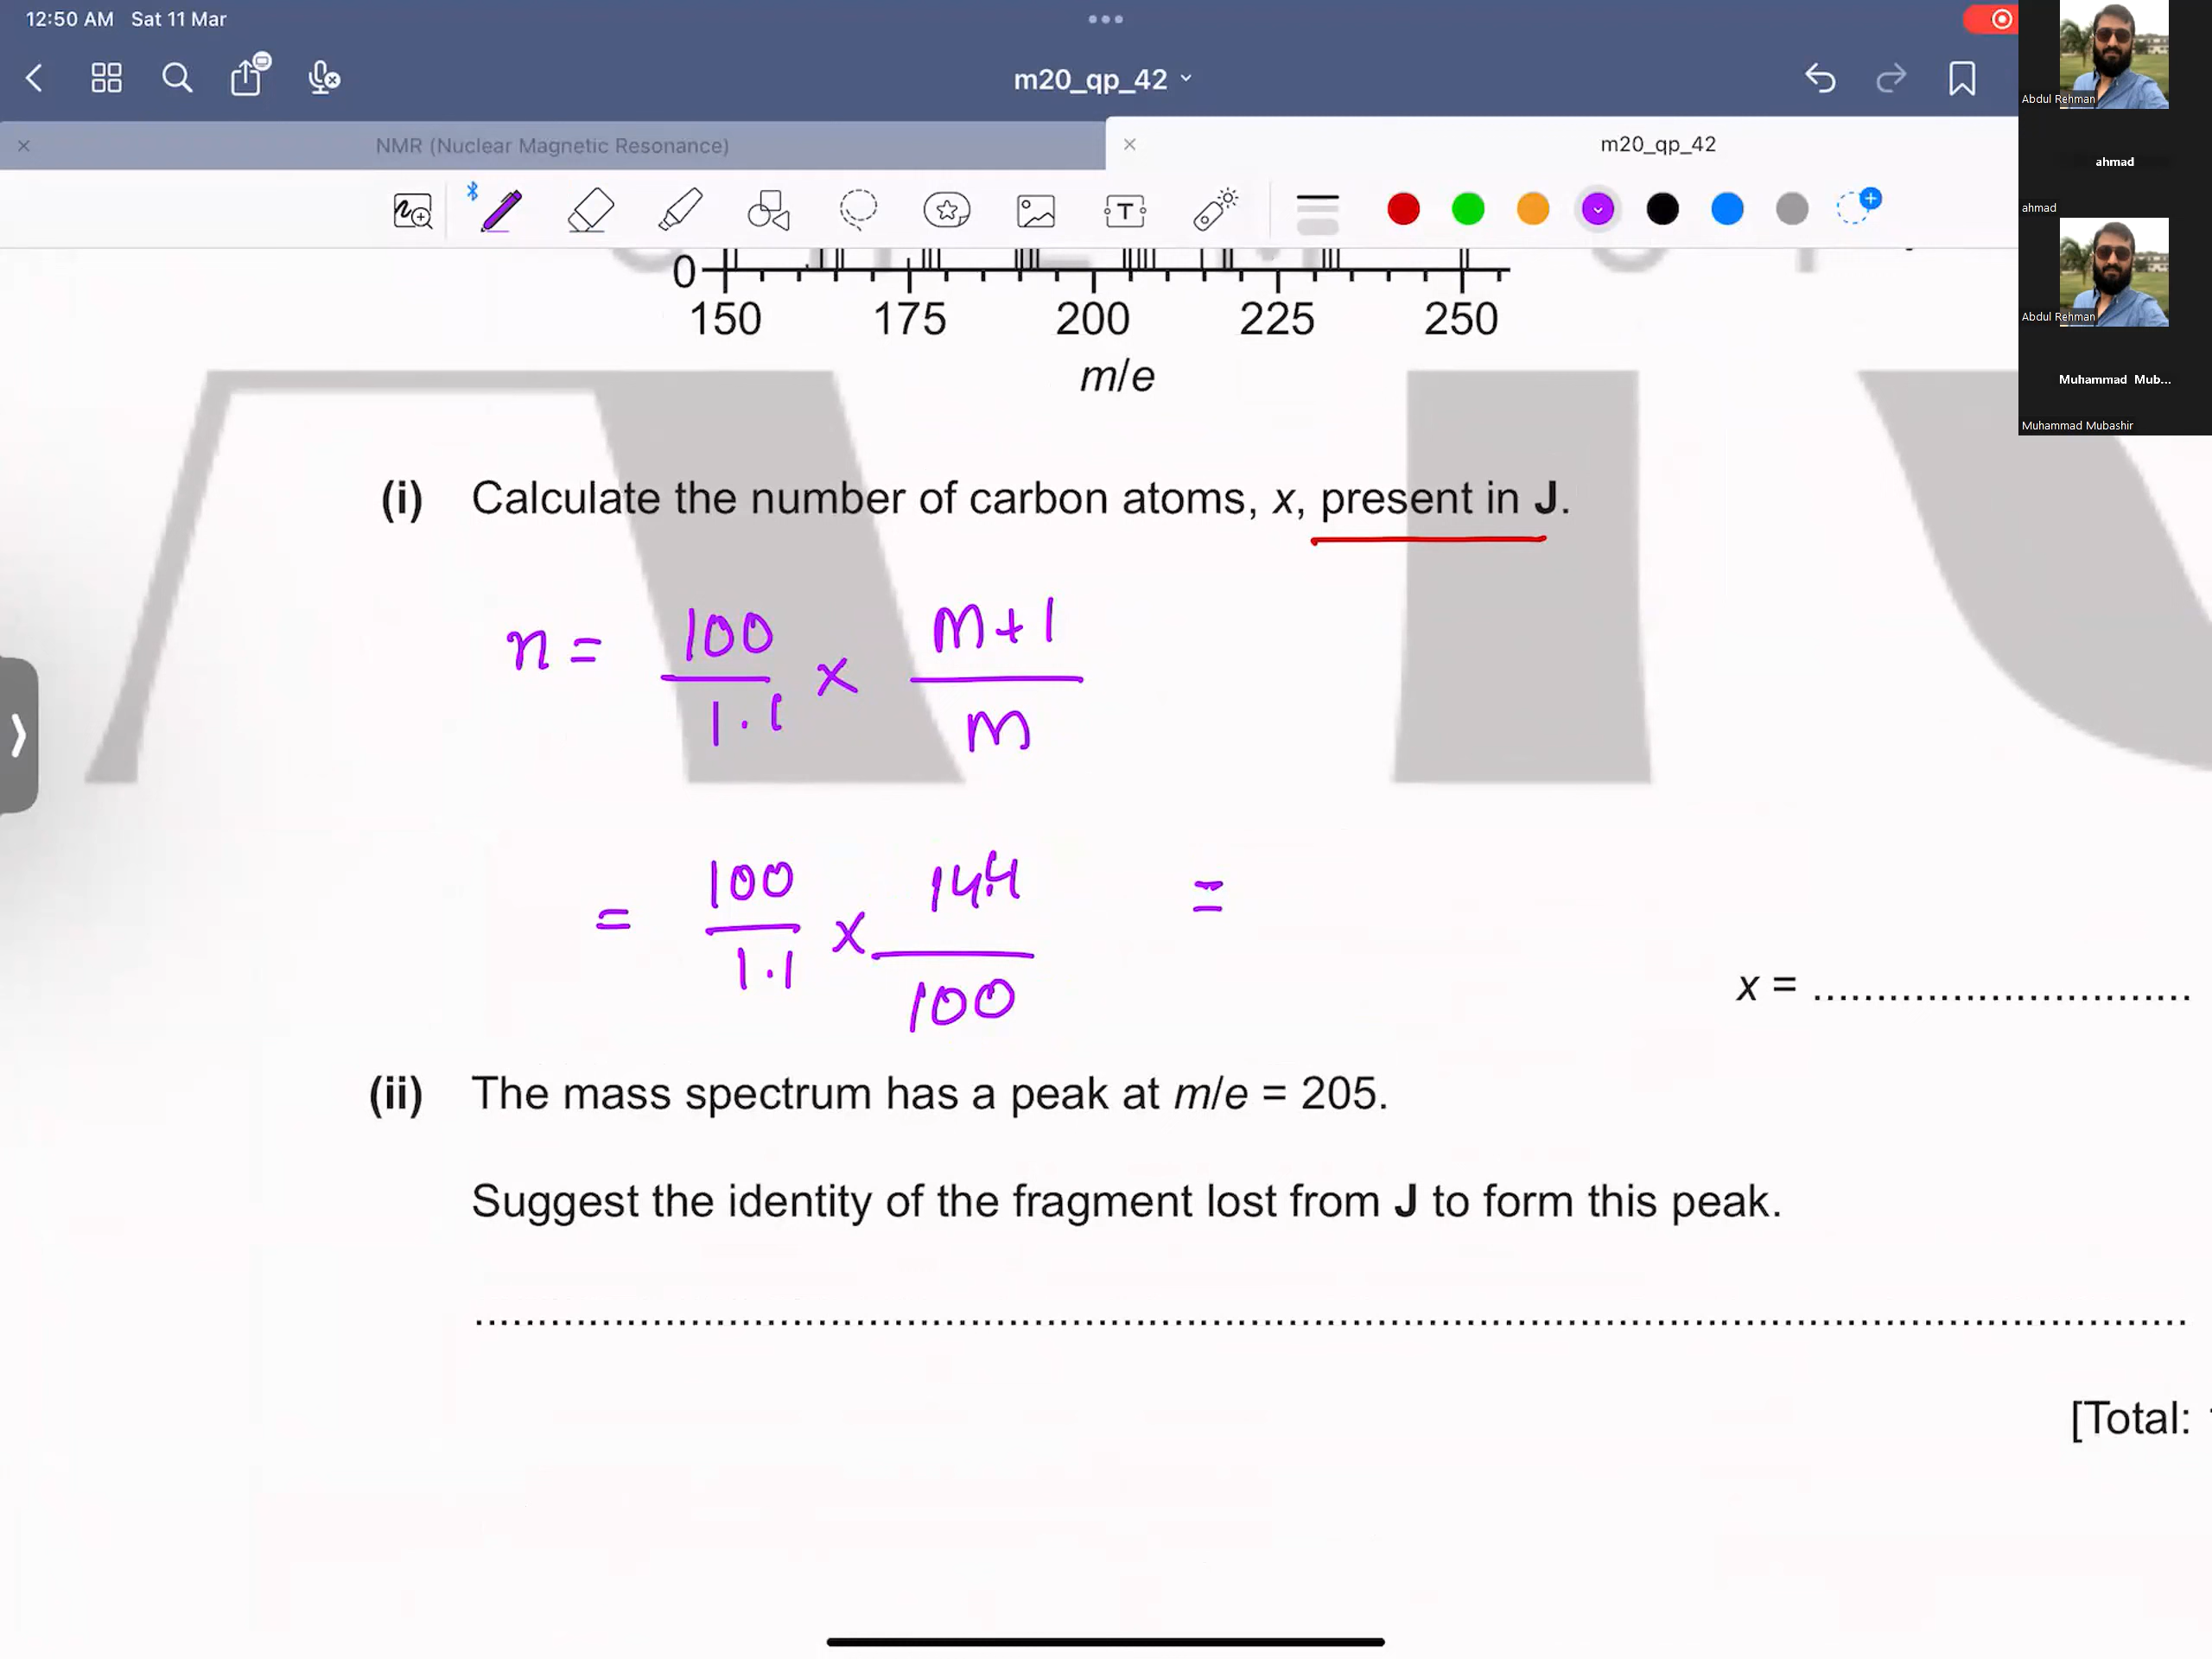 12:50 AM Sat 11 Mar
m20_qp_42
NMR (Nuclear Magnetic Resonance)
m20_qp_42
Abdul Rehman
ahmad
ahmad
Abdul Rehman
Muhammad Mub...
Muhammad Mubashir
0
150 175 200 225 250
m/e
(i) Calculate the number of carbon atoms, x, present in J.
n = 100/1.1 x m+1/m
= 100/1.1 x 14.4/100 =
x = ..............................
(ii) The mass spectrum has a peak at m/e = 205.
Suggest the identity of the fragment lost from J to form this peak.
[Total: